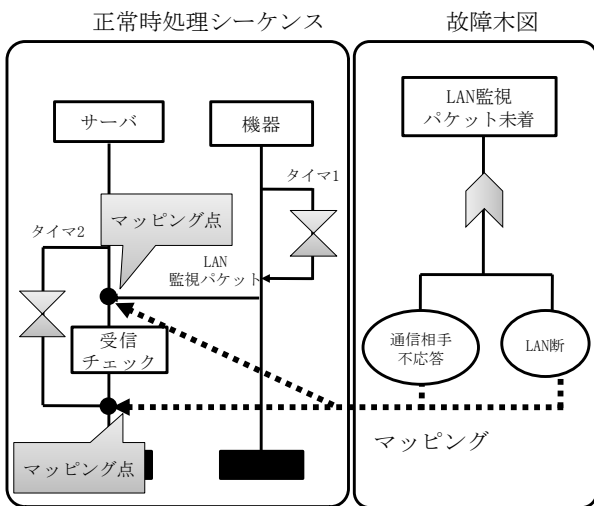 正常時処理シーケンス
故障木図
サーバ
機器
LAN監視
パケット未着
タイマ1
マッピング点
タイマ2
LAN
監視パケット
受信
チェック
通信相手
不応答
LAN断
マッピング
マッピング点